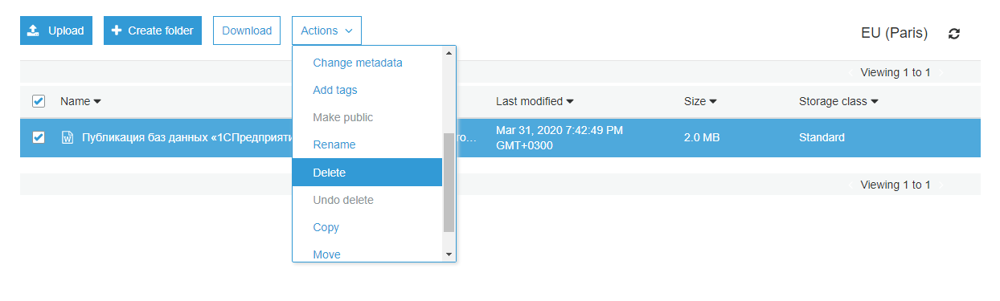 Upload
Create folder
Download
Actions
EU (Paris)
Change metadata
Add tags
Make public
Rename
Delete
Undo delete
Copy
Move
Viewing 1 to 1
Name
Last modified
Size
Storage class
Публикация баз данных «1СПредприяти
ro...
Mar 31, 2020 7:42:49 PM
GMT+0300
2.0 MB
Standard
Viewing 1 to 1